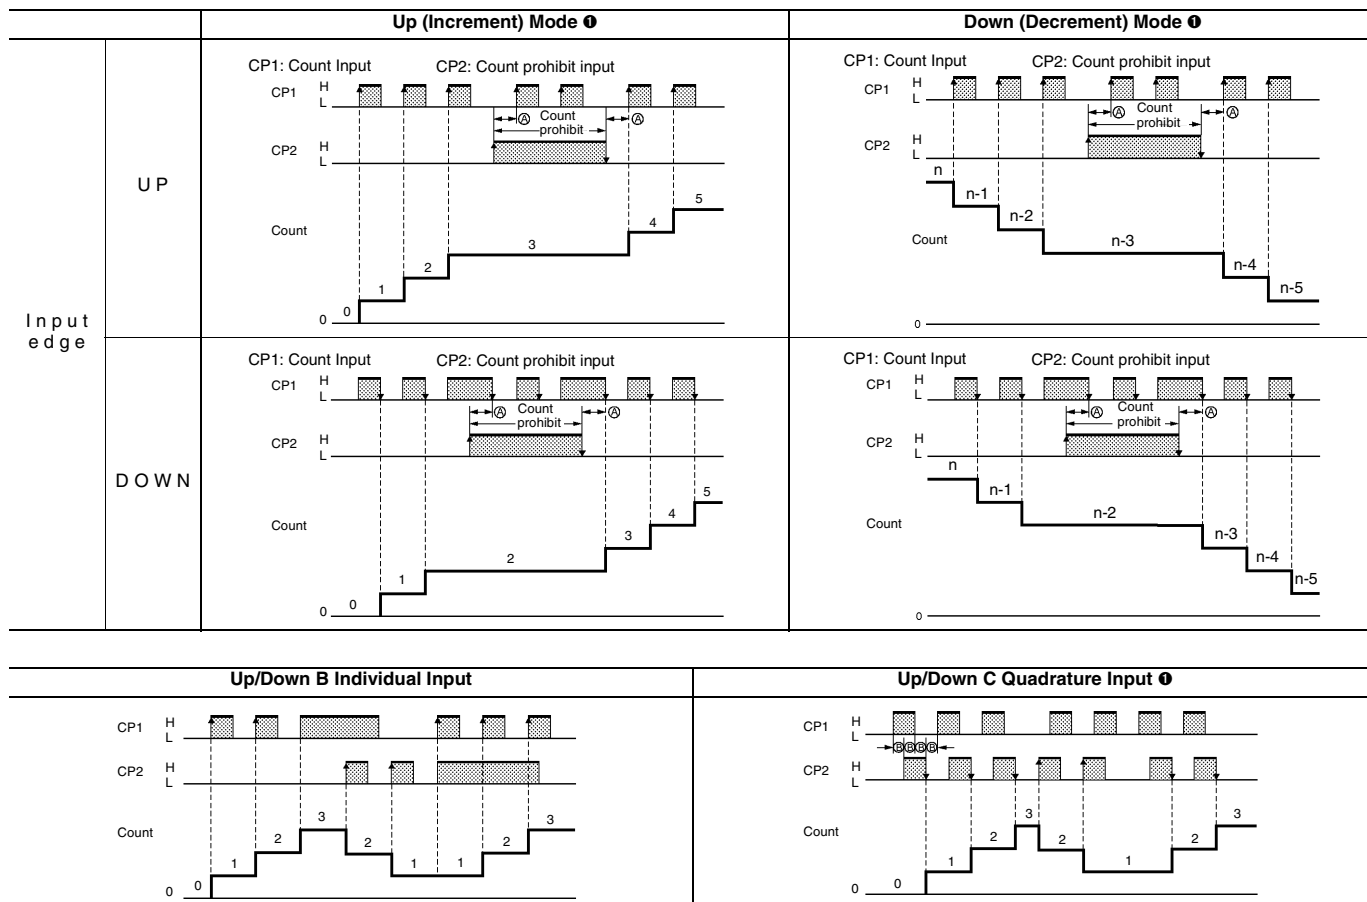 Up (Increment) Mode ❶
Down (Decrement) Mode ❶
Input
edge
UP
CP1: Count Input CP2: Count prohibit input
CP1 H
L
Ⓐ Count prohibit Ⓐ
CP2 H
L
Count
0 0 1 2 3 4 5
CP1: Count Input CP2: Count prohibit input
CP1 H
L
Ⓐ Count prohibit Ⓐ
CP2 H
L
Count
n n-1 n-2 n-3 n-4 n-5
0
DOWN
CP1: Count Input CP2: Count prohibit input
CP1 H
L
Ⓐ Count prohibit Ⓐ
CP2 H
L
Count
0 0 1 2 3 4 5
CP1: Count Input CP2: Count prohibit input
CP1 H
L
Ⓐ Count prohibit Ⓐ
CP2 H
L
Count
n n-1 n-2 n-3 n-4 n-5
0
Up/Down B Individual Input
CP1 H
L
CP2 H
L
Count
0 0 1 2 3 2 1 1 2 3
Up/Down C Quadrature Input ❶
CP1 H
L
Ⓑ Ⓑ Ⓑ Ⓑ
CP2 H
L
Count
0 0 1 2 3 2 1 2 3